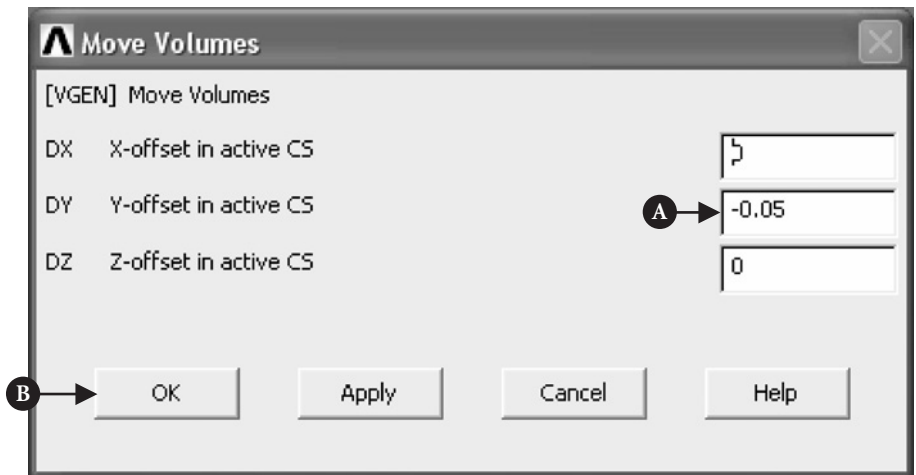 Move Volumes
[VGEN] Move Volumes
DX X-offset in active CS
DY Y-offset in active CS A -0.05
DZ Z-offset in active CS 0
B OK Apply Cancel Help